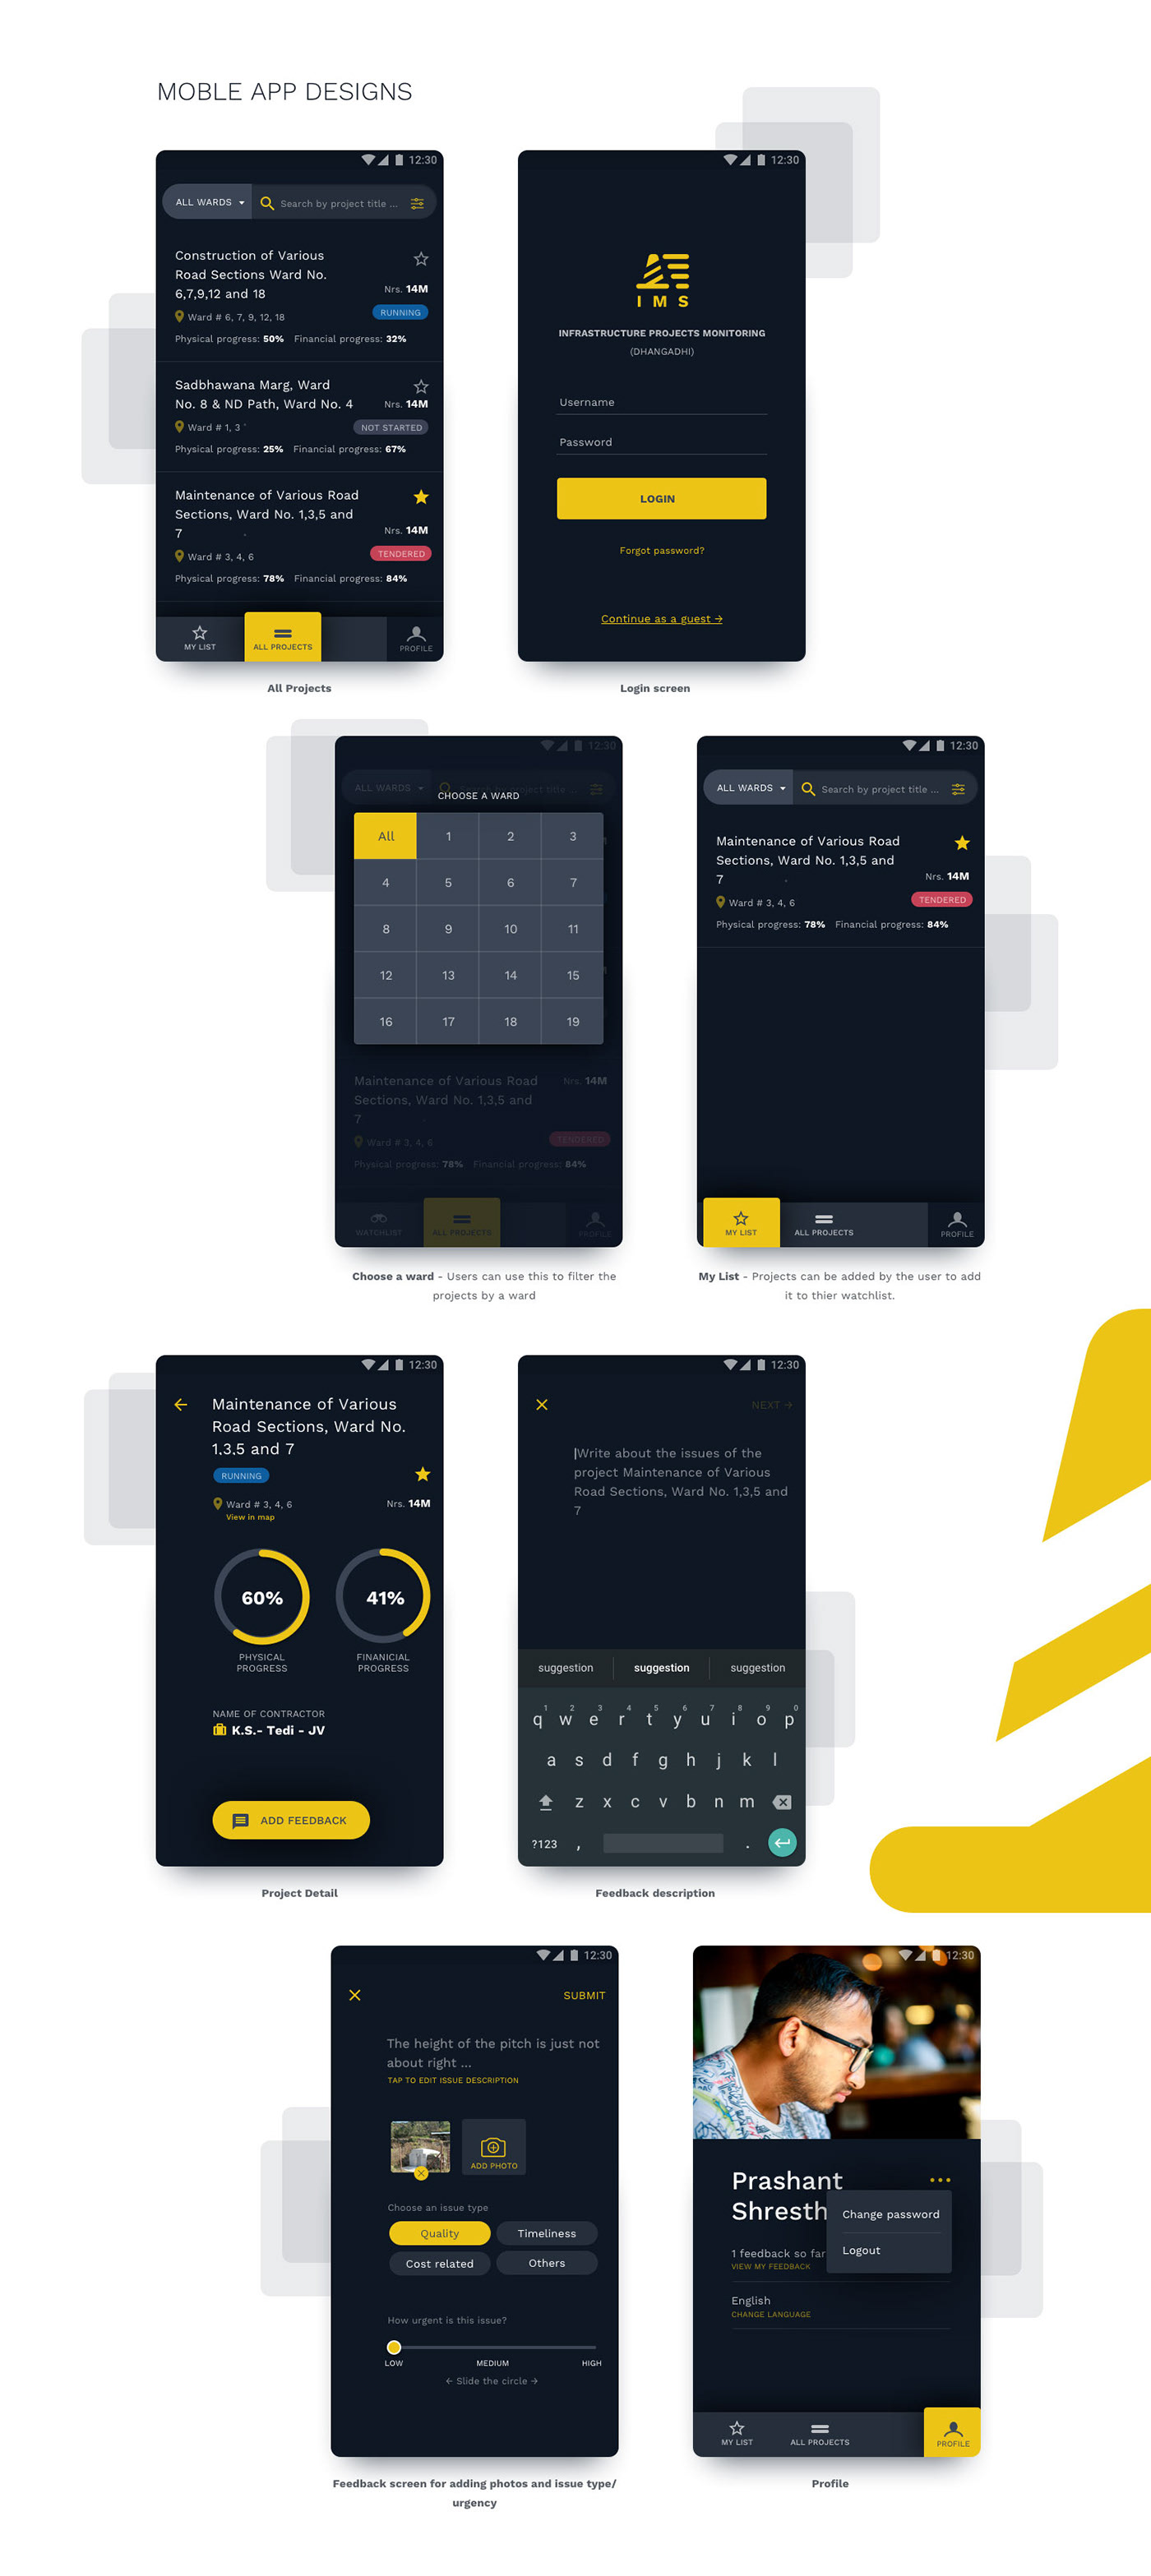 MOBLE APP DESIGNS
12:30
ALL WARDS
Search by project title ...
Construction of Various
Road Sections Ward No.
6,7,9,12 and 18
Nrs. 14M
Ward # 6, 7, 9, 12, 18
RUNNING
Physical progress: 50% Financial progress: 32%
Sadbhawana Marg, Ward
No. 8 & ND Path, Ward No. 4
Nrs. 14M
Ward # 1, 3
NOT STARTED
Physical progress: 25% Financial progress: 67%
Maintenance of Various Road
Sections, Ward No. 1,3,5 and
7
Nrs. 14M
Ward # 3, 4, 6
TENDERED
Physical progress: 78% Financial progress: 84%
MY LIST
ALL PROJECTS
PROFILE
All Projects
12:30
IMS
INFRASTRUCTURE PROJECTS MONITORING
(DHANGADHI)
Username
Password
LOGIN
Forgot password?
Continue as a guest →
Login screen
12:30
ALL WARDS
project title ...
CHOOSE A WARD
All 1 2 3
4 5 6 7
8 9 10 11
12 13 14 15
16 17 18 19
Maintenance of Various Road
Sections, Ward No. 1,3,5 and
7
Nrs. 14M
Ward # 3, 4, 6
TENDERED
Physical progress: 78% Financial progress: 84%
WATCHLIST
ALL PROJECTS
PROFILE
Choose a ward - Users can use this to filter the
projects by a ward
12:30
ALL WARDS
Search by project title ...
Maintenance of Various Road
Sections, Ward No. 1,3,5 and
7
Nrs. 14M
Ward # 3, 4, 6
TENDERED
Physical progress: 78% Financial progress: 84%
MY LIST
ALL PROJECTS
PROFILE
My List - Projects can be added by the user to add
it to thier watchlist.
12:30
Maintenance of Various
Road Sections, Ward No.
1,3,5 and 7
RUNNING
Ward # 3, 4, 6
Nrs. 14M
View in map
60%
41%
PHYSICAL
PROGRESS
FINANICIAL
PROGRESS
NAME OF CONTRACTOR
K.S.- Tedi - JV
ADD FEEDBACK
Project Detail
12:30
NEXT →
Write about the issues of the
project Maintenance of Various
Road Sections, Ward No. 1,3,5 and
7
suggestion suggestion suggestion
1 2 3 4 5 6 7 8 9 0
q w e r t y u i o p
a s d f g h j k l
z x c v b n m
?123 , .
Feedback description
12:30
SUBMIT
The height of the pitch is just not
about right ...
TAP TO EDIT ISSUE DESCRIPTION
ADD PHOTO
Choose an issue type
Quality
Timeliness
Cost related
Others
How urgent is this issue?
LOW MEDIUM HIGH
← Slide the circle →
Feedback screen for adding photos and issue type/
urgency
12:30
Prashant
Shresth
Change password
Logout
1 feedback so far
VIEW MY FEEDBACK
English
CHANGE LANGUAGE
MY LIST
ALL PROJECTS
PROFILE
Profile